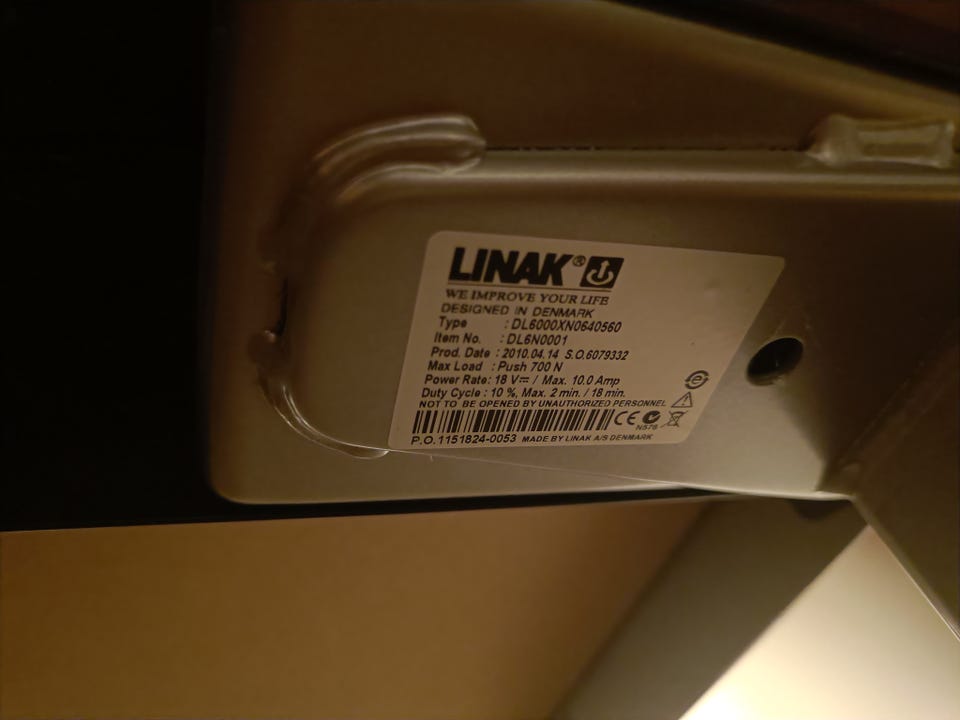 LINAK®
WE IMPROVE YOUR LIFE
DESIGNED IN DENMARK
Type : DL6000XN0640560
Item No. : DL6N0001
Prod. Date : 2010.04.14 S.O.6079332
Max Load : Push 700 N
Power Rate: 18 V⎓ / Max. 10.0 Amp
Duty Cycle : 10 %, Max. 2 min. / 18 min.
NOT TO BE OPENED BY UNAUTHORIZED PERSONNEL
CE N576
P.O.1151824-0053 MADE BY LINAK A/S DENMARK